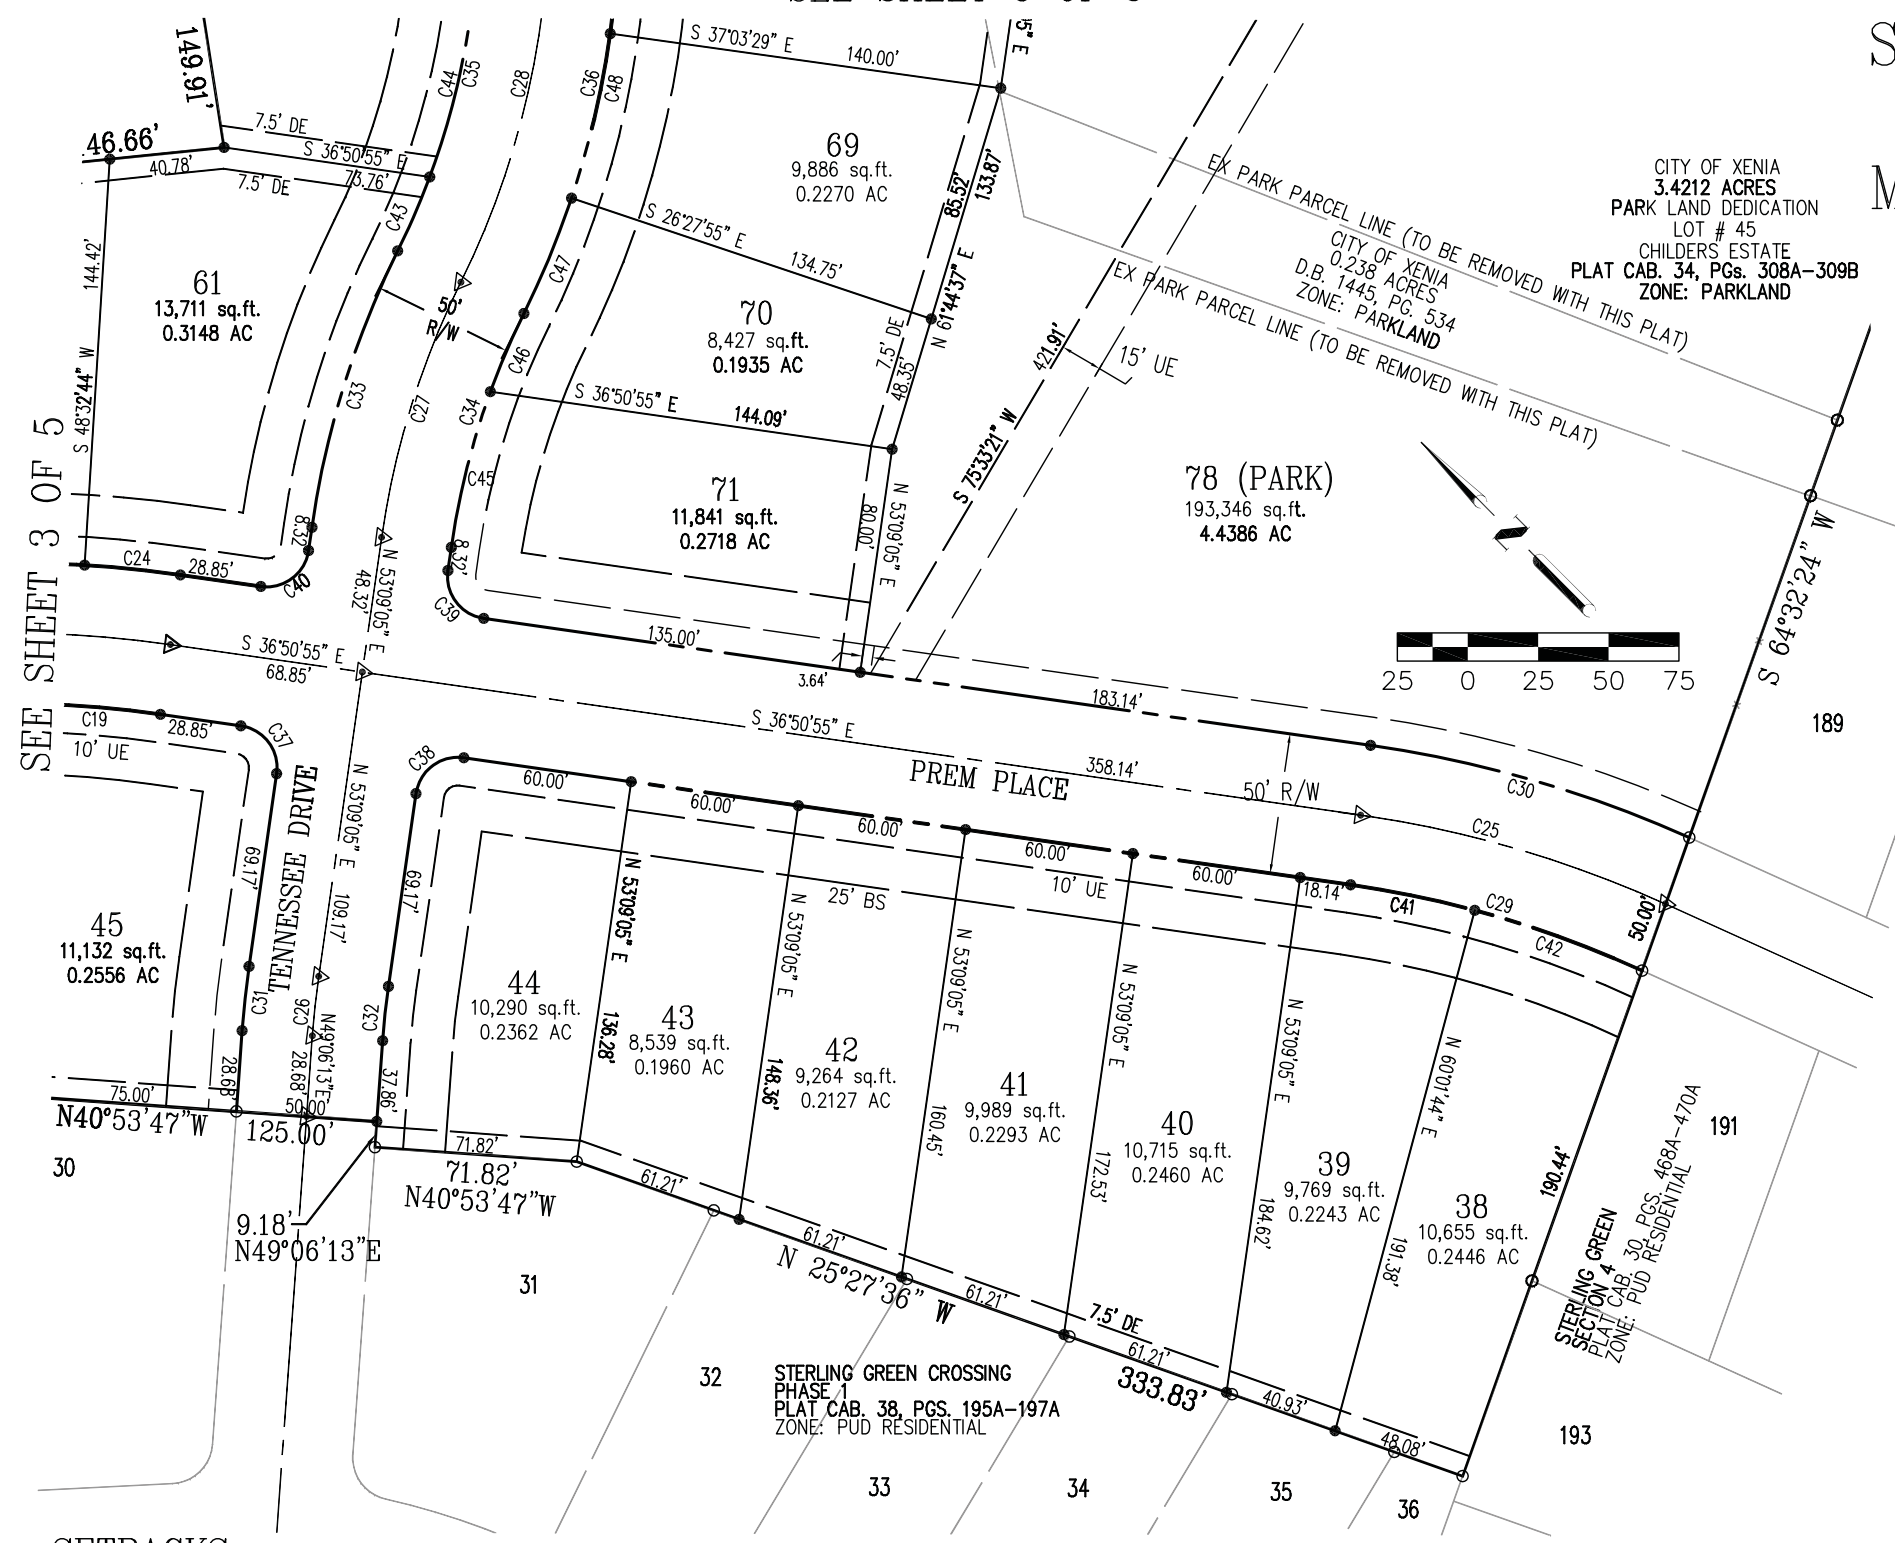 149.91'
46.66'
40.78'
7.5' DE
S 36°50'55" E
73.76'
7.5' DE
C44
C35
C28
C36
C48
S 37°03'29" E
140.00'
5" E
69
9,886 sq.ft.
0.2270 AC
85.52'
133.87'
N 61°44'37" E
S 26°27'55" E
134.75'
C43
C47
50'
R/W
144.42'
S 48°32'44" W
61
13,711 sq.ft.
0.3148 AC
70
8,427 sq.ft.
0.1935 AC
7.5' DE
48.35'
C46
C33
C27
C34
S 36°50'55" E
144.09'
C45
71
11,841 sq.ft.
0.2718 AC
80.00'
N 53°09'05" E
421.91'
S 75°33'21" W
15' UE
EX PARK PARCEL LINE (TO BE REMOVED WITH THIS PLAT)
CITY OF XENIA
0.238 ACRES
D.B. 1445, PG. 534
ZONE: PARKLAND
EX PARK PARCEL LINE (TO BE REMOVED WITH THIS PLAT)
CITY OF XENIA
3.4212 ACRES
PARK LAND DEDICATION
LOT # 45
CHILDERS ESTATE
PLAT CAB. 34, PGs. 308A-309B
ZONE: PARKLAND
S
M
78 (PARK)
193,346 sq.ft.
4.4386 AC
N
25 0 25 50 75
S 64°32'24" W
189
SEE SHEET 3 OF 5
C24
28.85'
C40
8.32'
8.32'
C39
N 53°09'05" E
48.32'
S 36°50'55" E
68.85'
135.00'
3.64'
183.14'
C30
S 36°50'55" E
358.14'
PREM PLACE
50' R/W
C25
C19
28.85'
C37
10' UE
C38
60.00'
60.00'
60.00'
60.00'
60.00'
18.14'
C41
C29
C42
50.00'
10' UE
25' BS
69.17'
TENNESSEE DRIVE
N 53°09'05" E
109.17'
69.17'
45
11,132 sq.ft.
0.2556 AC
C31
C26
C32
N49°06'13"E
28.68'
28.68'
37.86'
44
10,290 sq.ft.
0.2362 AC
N 53°09'05" E
136.28'
43
8,539 sq.ft.
0.1960 AC
N 53°09'05" E
148.36'
42
9,264 sq.ft.
0.2127 AC
N 53°09'05" E
160.45'
41
9,989 sq.ft.
0.2293 AC
N 53°09'05" E
172.53'
40
10,715 sq.ft.
0.2460 AC
N 53°09'05" E
184.62'
39
9,769 sq.ft.
0.2243 AC
N 60°01'44" E
191.38'
38
10,655 sq.ft.
0.2446 AC
190.44'
191
STERLING GREEN
SECTION 4
PLAT CAB. 30, PGS. 468A-470A
ZONE: PUD RESIDENTIAL
75.00'
N40°53'47"W
50.00'
125.00'
30
71.82'
71.82'
N40°53'47"W
9.18'
N49°06'13"E
31
61.21'
61.21'
N 25°27'36" W
61.21'
7.5' DE
61.21'
333.83'
40.93'
48.08'
32
STERLING GREEN CROSSING
PHASE 1
PLAT CAB. 38, PGS. 195A-197A
ZONE: PUD RESIDENTIAL
33
34
35
36
193